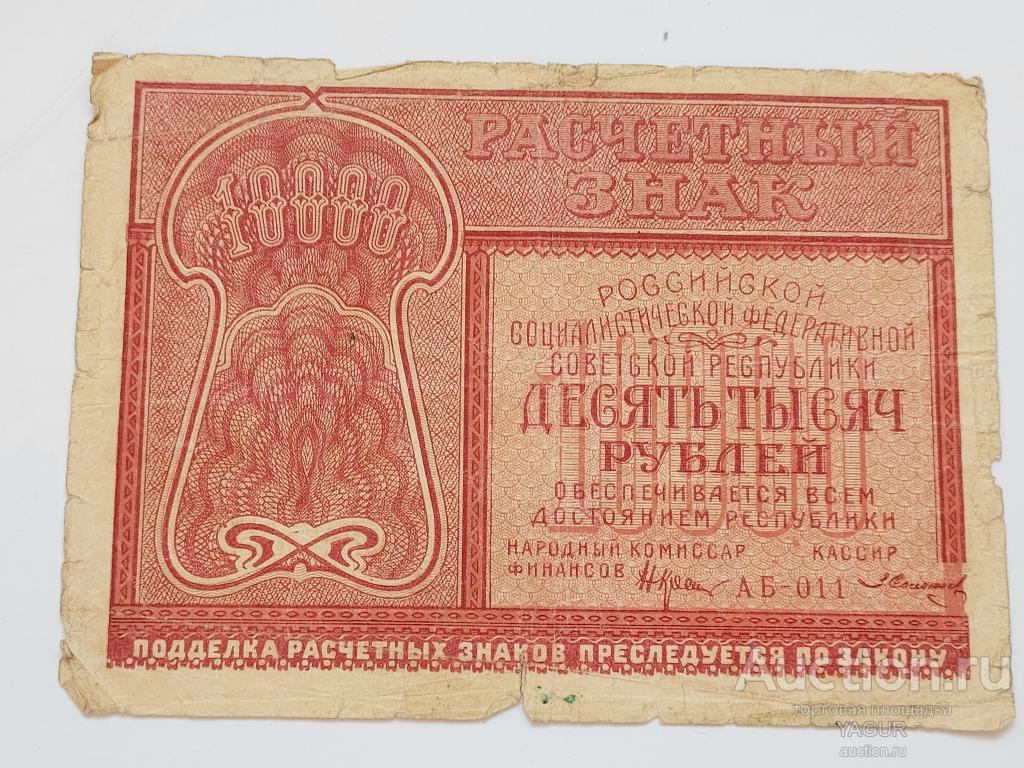 10000
РАСЧЕТНЫЙ
ЗНАК
РОССИЙСКОЙ
СОЦИАЛИСТИЧЕСКОЙ ФЕДЕРАТИВНОЙ
СОВЕТСКОЙ РЕСПУБЛИКИ
10000
ДЕСЯТЬ ТЫСЯЧ
РУБЛЕЙ
ОБЕСПЕЧИВАЕТСЯ ВСЕМ
ДОСТОЯНИЕМ РЕСПУБЛИКИ
НАРОДНЫЙ КОМИССАР КАССИР
ФИНАНСОВ АБ-011
ПОДДЕЛКА РАСЧЕТНЫХ ЗНАКОВ ПРЕСЛЕДУЕТСЯ ПО ЗАКОНУ
Auction.ru
торговая площадка
YAGUR
auction.ru